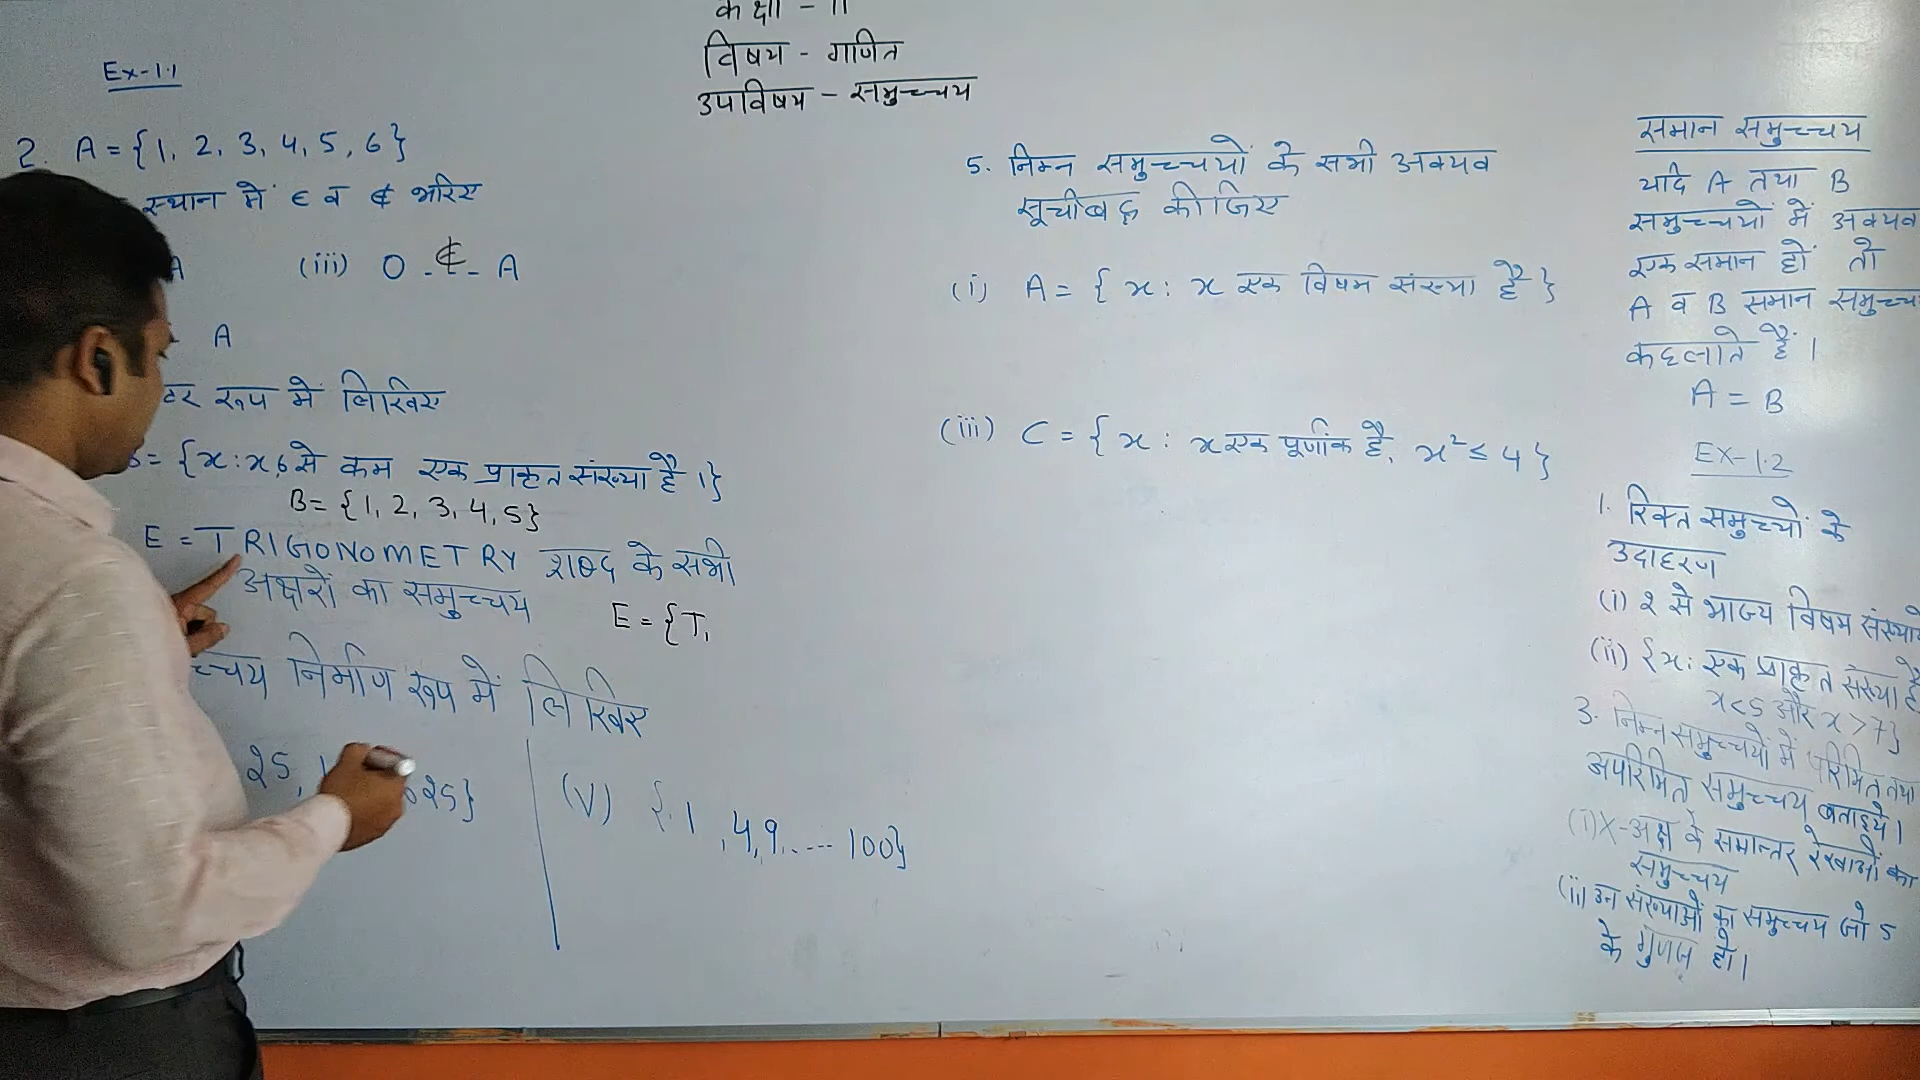 कक्षा - 11
विषय - गणित
उपविषय - समुच्चय
Ex-1.1
2. A = {1, 2, 3, 4, 5, 6}
स्थान में ∈ व ∉ भरिए
A (iii) 0 -∉- A
A
रूप में लिखिए
= {x : x, 6 से कम एक प्राकृत संख्या है ।}
B = {1, 2, 3, 4, 5}
E = TRIGONOMETRY शब्द के सभी
अक्षरों का समुच्चय
E = {T,
निर्माण रूप में लिखिए
25}
(V) {1, 4, 9, ---- 100}
5. निम्न समुच्चयों के सभी अवयव
सूचीबद्ध कीजिए
(i) A = { x : x एक विषम संख्या है }
(iii) C = { x : x एक पूर्णांक है, x² ≤ 4 }
समान समुच्चय
यदि A तथा B
समुच्चयों में अवयव
एक समान हों तो
A व B समान
कहलाते हैं ।
A = B
EX-1.2
1. रिक्त समुच्चों के
उदाहरण
(i) २ से भाज्य विषम
(ii) {x: एक प्राकृत संख्या है
x < 5 और x > 7}
3. निम्न समुच्चयों में परिमित तथा
अपरिमित समुच्चय बताइये ।
(i) X-अक्ष के समान्तर रेखाओं का
समुच्चय
(ii) उन संख्याओं का समुच्चय जो 5
के गुणज हो ।